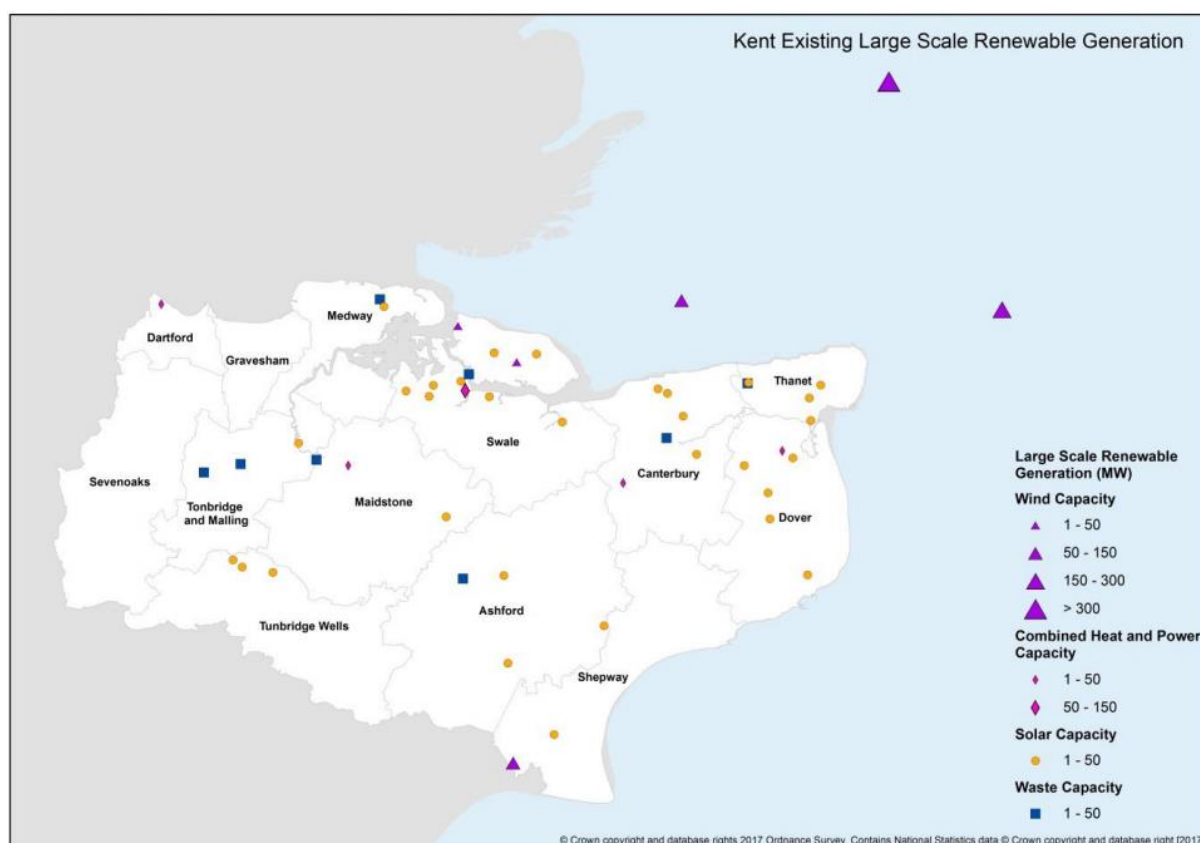 Kent Existing Large Scale Renewable Generation
Medway
Dartford
Gravesham
Thanet
Swale
Canterbury
Sevenoaks
Maidstone
Tonbridge
and Malling
Dover
Ashford
Tunbridge Wells
Shepway
Large Scale Renewable
Generation (MW)
Wind Capacity
1 - 50
50 - 150
150 - 300
> 300
Combined Heat and Power
Capacity
1 - 50
50 - 150
Solar Capacity
1 - 50
Waste Capacity
1 - 50
© Crown copyright and database rights 2017 Ordnance Survey. Contains National Statistics data © Crown copyright and database right [2017